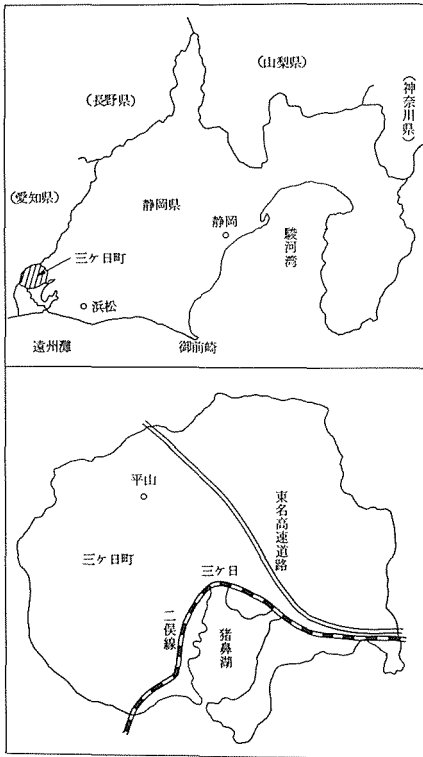 (山梨県)
(神奈川県)
(長野県)
(愛知県)
静岡県
静岡
駿河湾
三ケ日町
浜松
遠州灘
御前崎
平山
東名高速道路
三ケ日町
三ケ日
二俣線
猪鼻湖